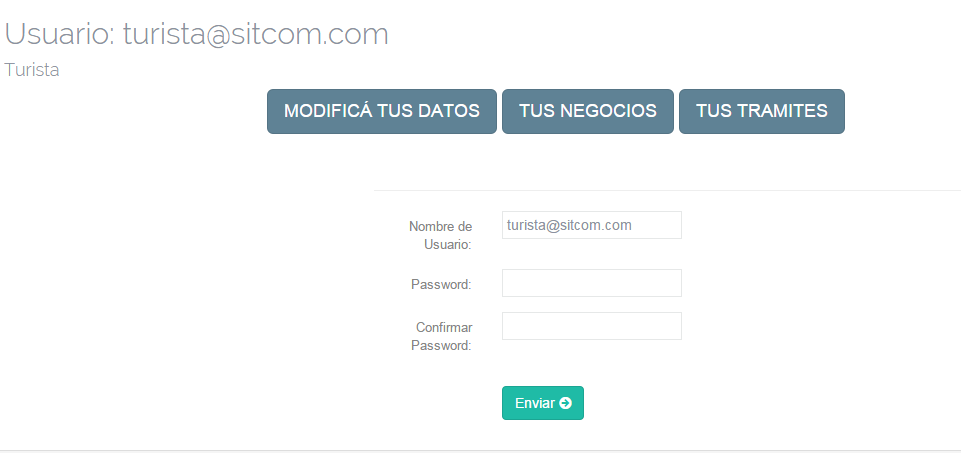 Usuario: turista@sitcom.com
Turista
MODIFICÁ TUS DATOS TUS NEGOCIOS TUS TRAMITES
Nombre de
Usuario:
turista@sitcom.com
Password:
Confirmar
Password:
Enviar